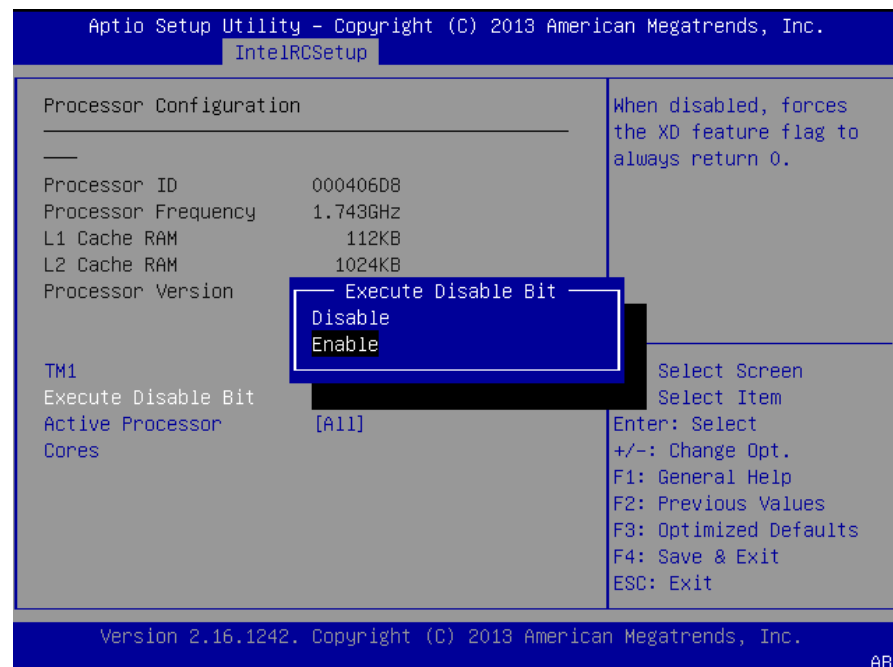 Aptio Setup Utility – Copyright (C) 2013 American Megatrends, Inc.
IntelRCSetup
Processor Configuration
Processor ID 000406D8
Processor Frequency 1.743GHz
L1 Cache RAM 112KB
L2 Cache RAM 1024KB
Processor Version
TM1
Execute Disable Bit
Active Processor [All]
Cores
Execute Disable Bit
Disable
Enable
When disabled, forces
the XD feature flag to
always return 0.
Select Screen
Select Item
Enter: Select
+/-: Change Opt.
F1: General Help
F2: Previous Values
F3: Optimized Defaults
F4: Save & Exit
ESC: Exit
Version 2.16.1242. Copyright (C) 2013 American Megatrends, Inc.
AB